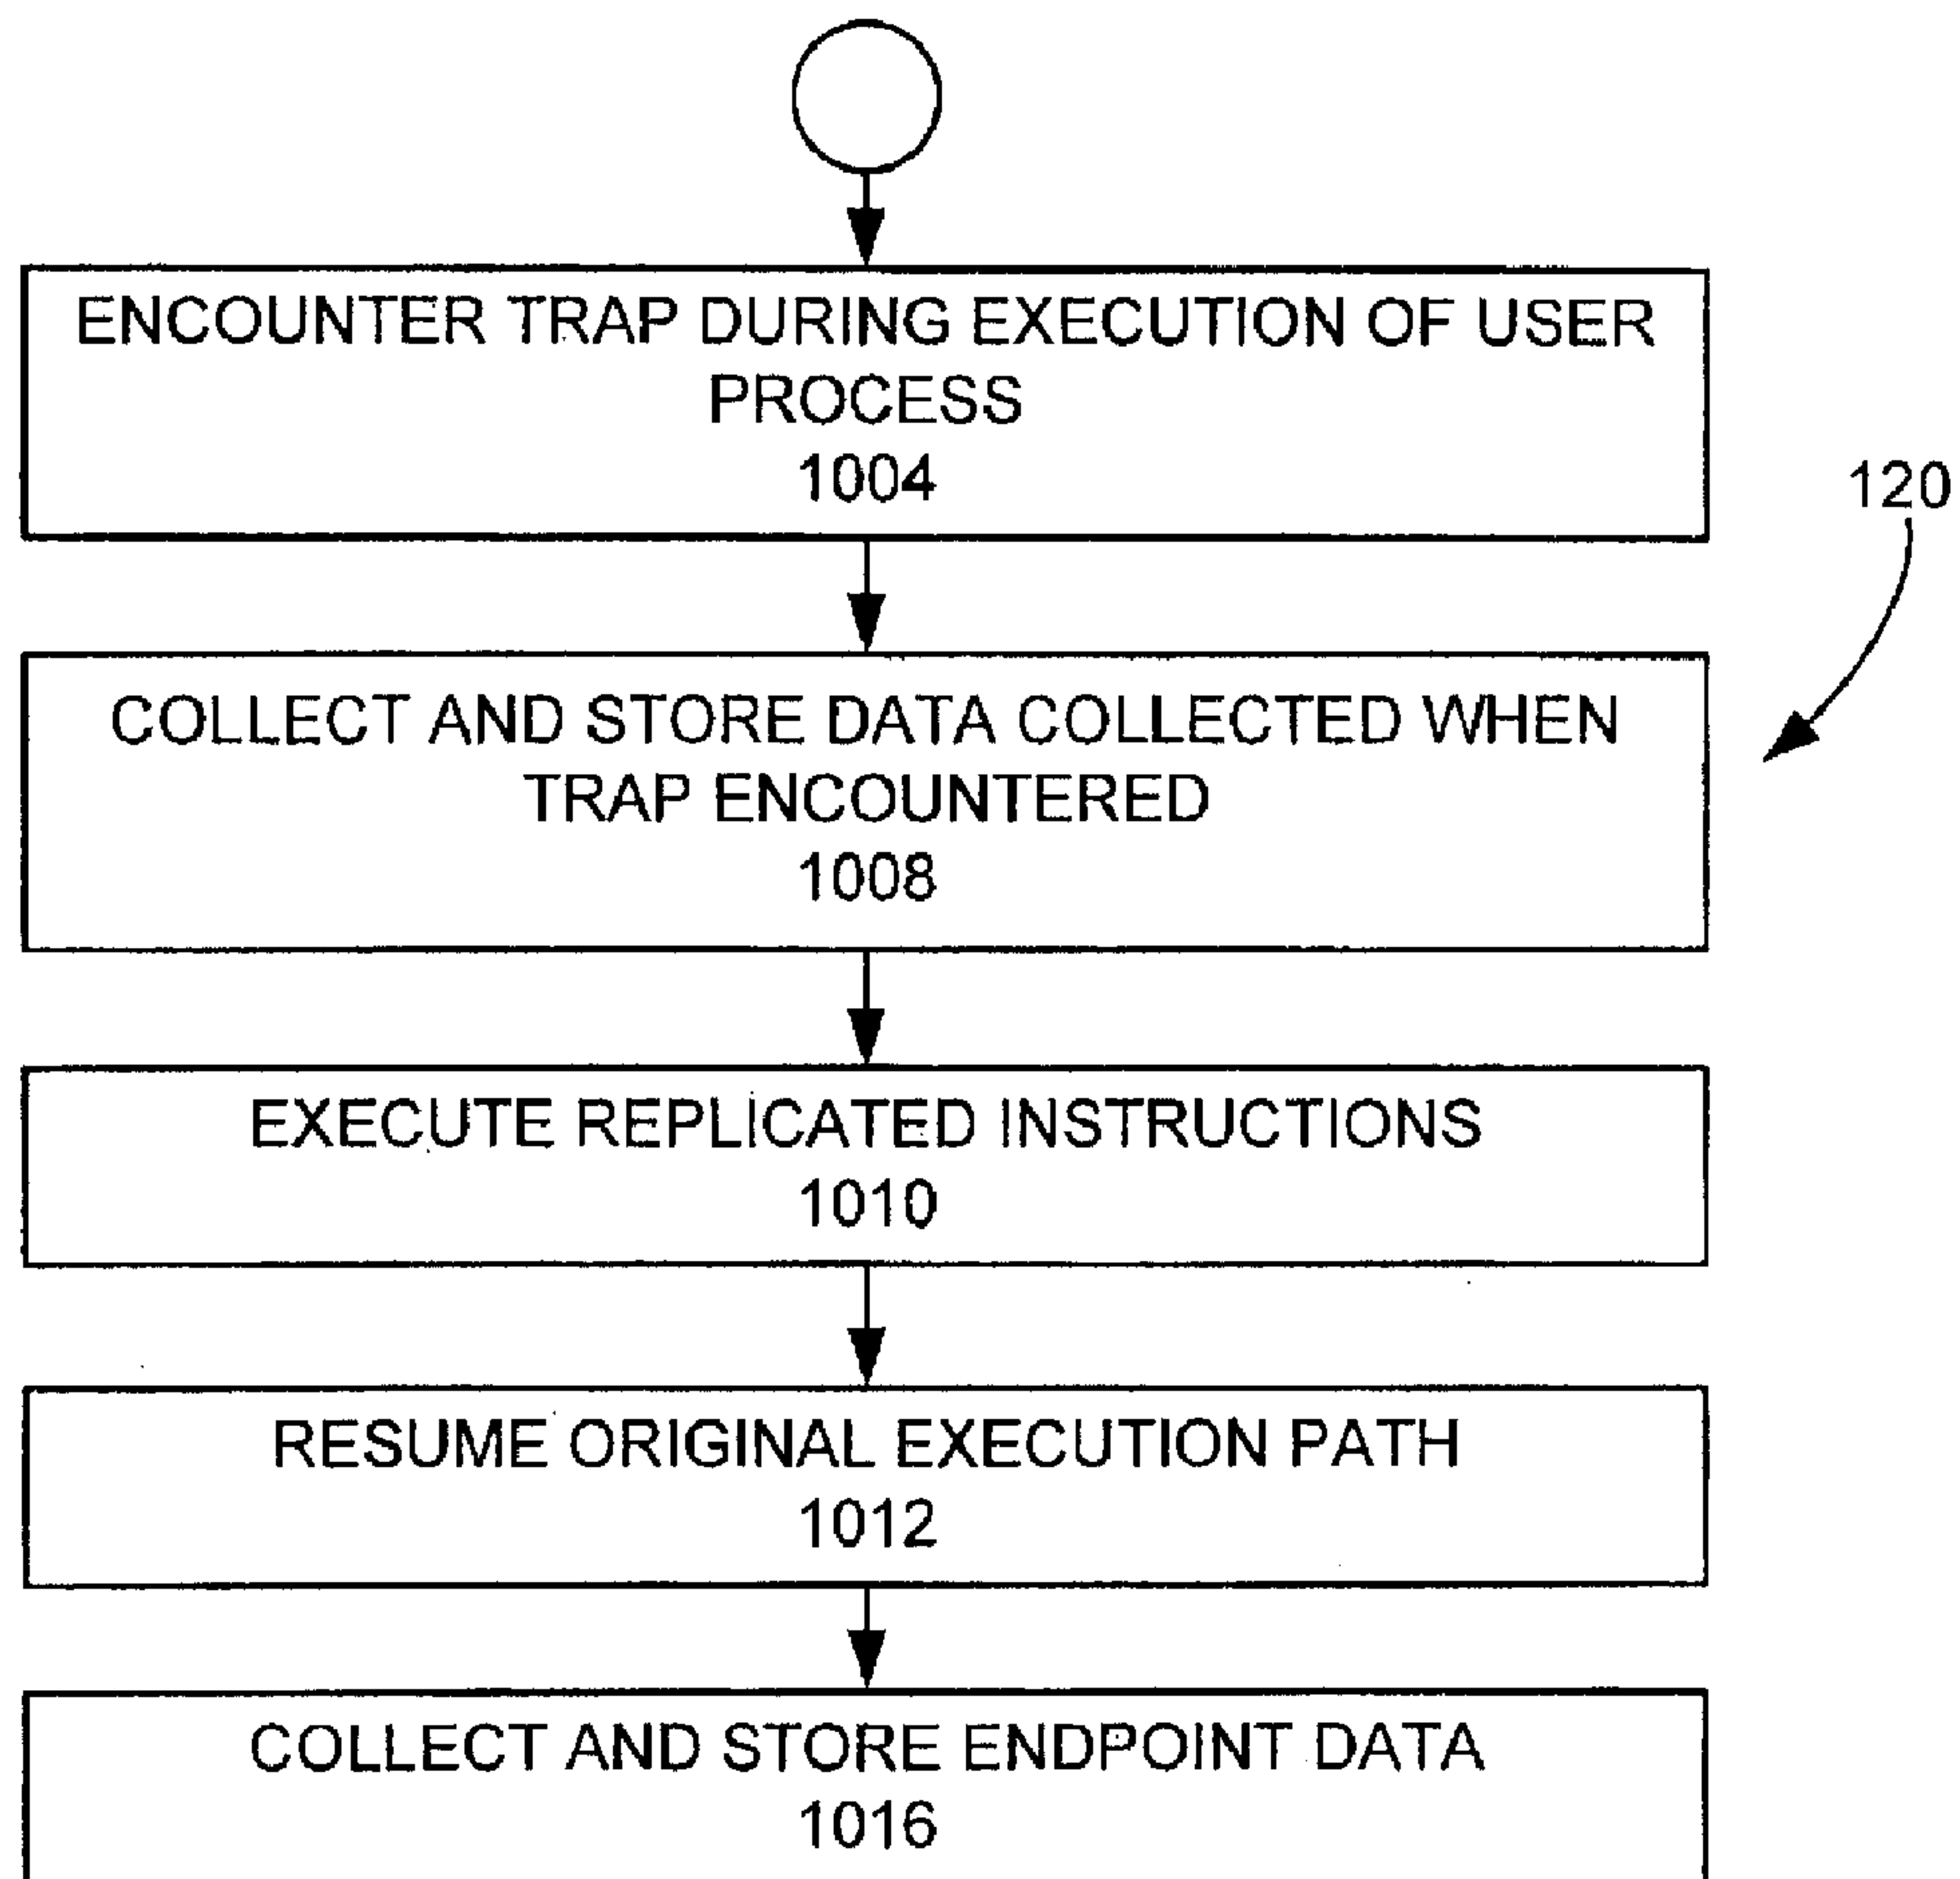 ENCOUNTER TRAP DURING EXECUTION OF USER
PROCESS
1004
120
COLLECT AND STORE DATA COLLECTED WHEN
TRAP ENCOUNTERED
1008
EXECUTE REPLICATED INSTRUCTIONS
1010
RESUME ORIGINAL EXECUTION PATH
1012
COLLECT AND STORE ENDPOINT DATA
1016